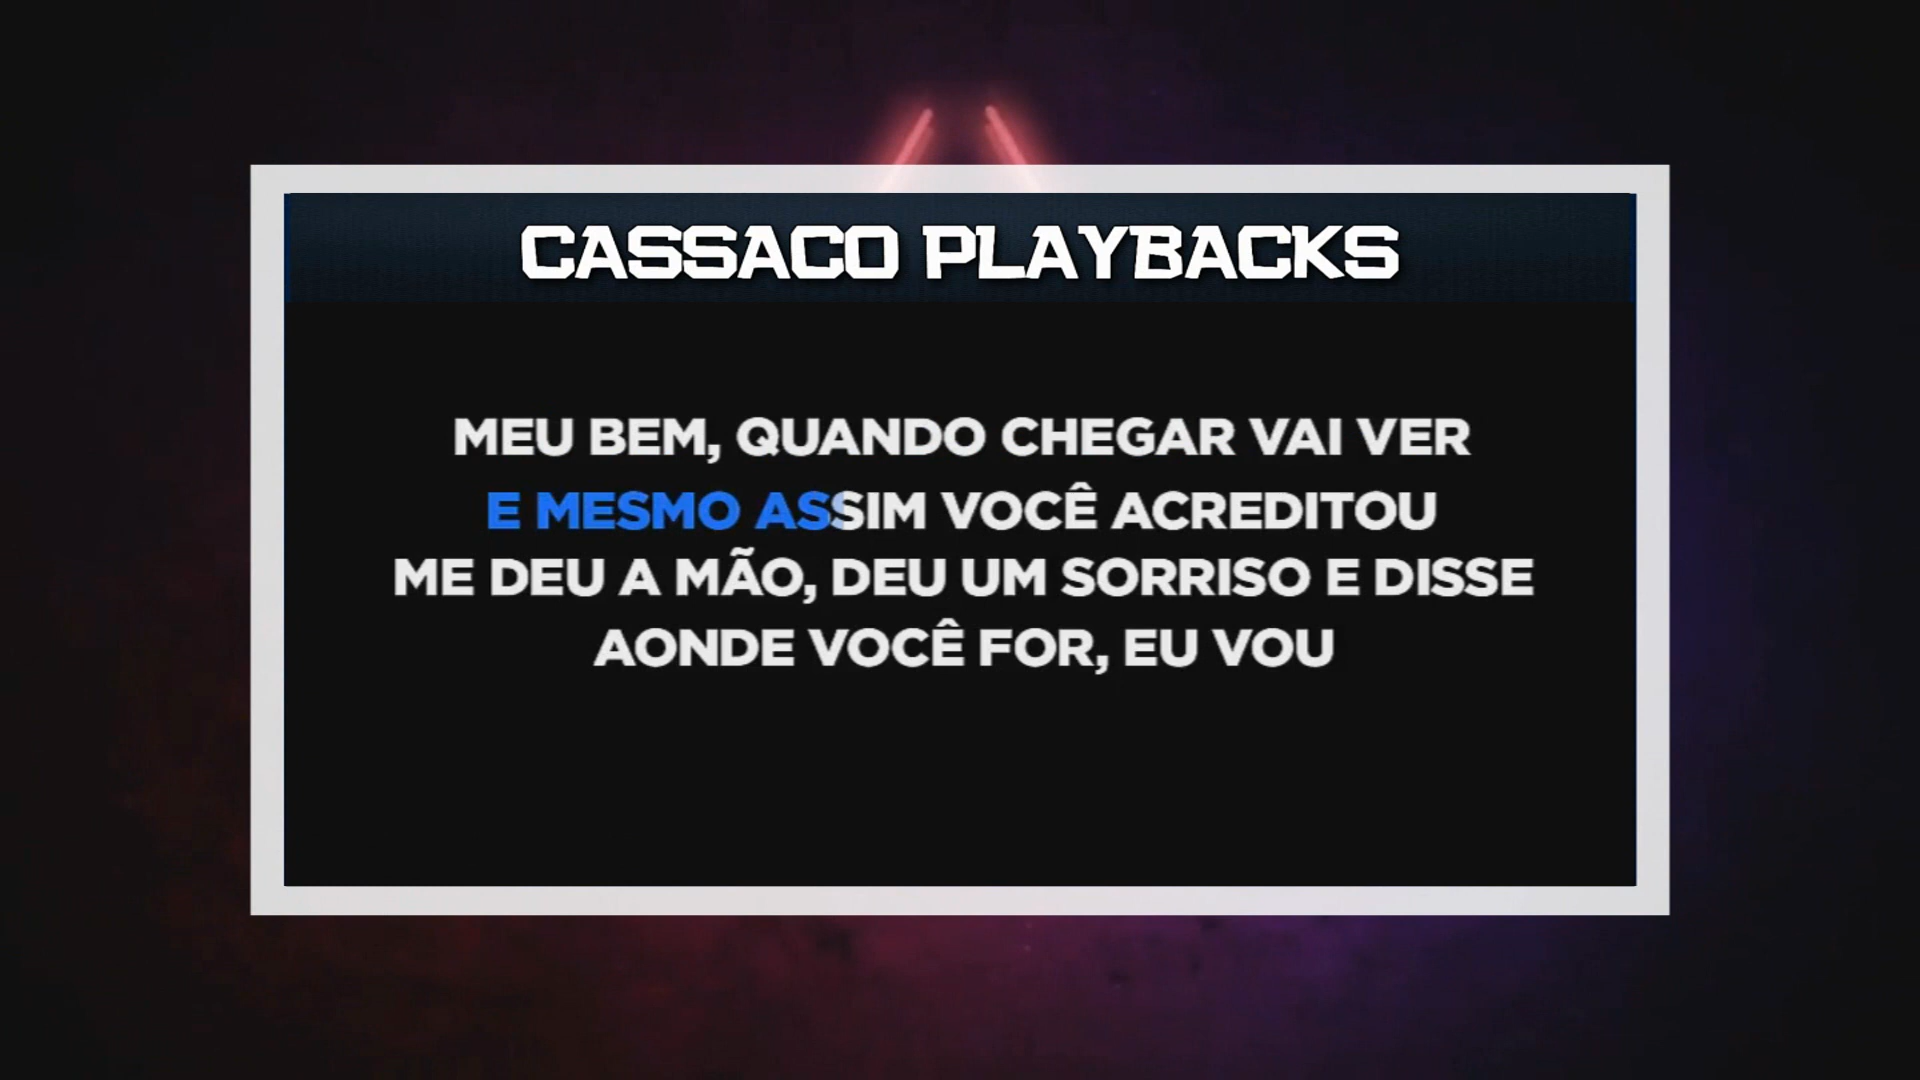 CASSACO PLAYBACKS
MEU BEM, QUANDO CHEGAR VAI VER
E MESMO ASSIM VOCÊ ACREDITOU
ME DEU A MÃO, DEU UM SORRISO E DISSE
AONDE VOCÊ FOR, EU VOU